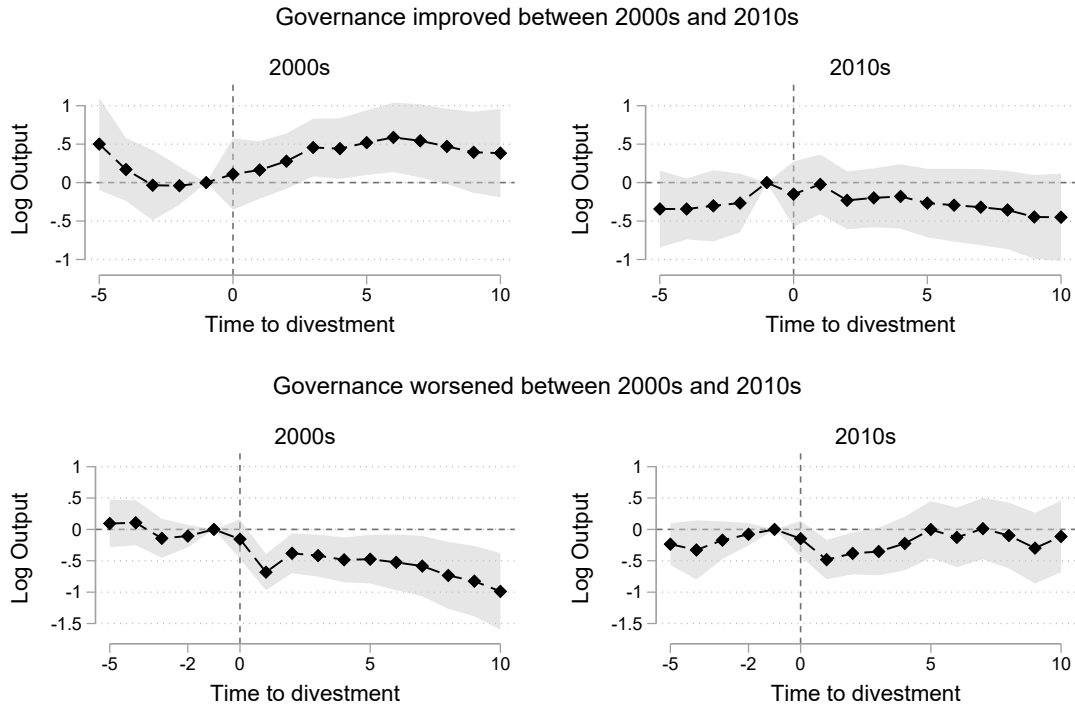 Governance improved between 2000s and 2010s
2000s
Log Output
1
.5
0
-.5
-1
-5
0
5
10
Time to divestment
2010s
Log Output
1
.5
0
-.5
-1
-5
0
5
10
Time to divestment
Governance worsened between 2000s and 2010s
2000s
Log Output
1
.5
0
-.5
-1
-1.5
-5
-2
0
5
10
Time to divestment
2010s
Log Output
1
.5
0
-.5
-1
-1.5
-5
-2
0
5
10
Time to divestment